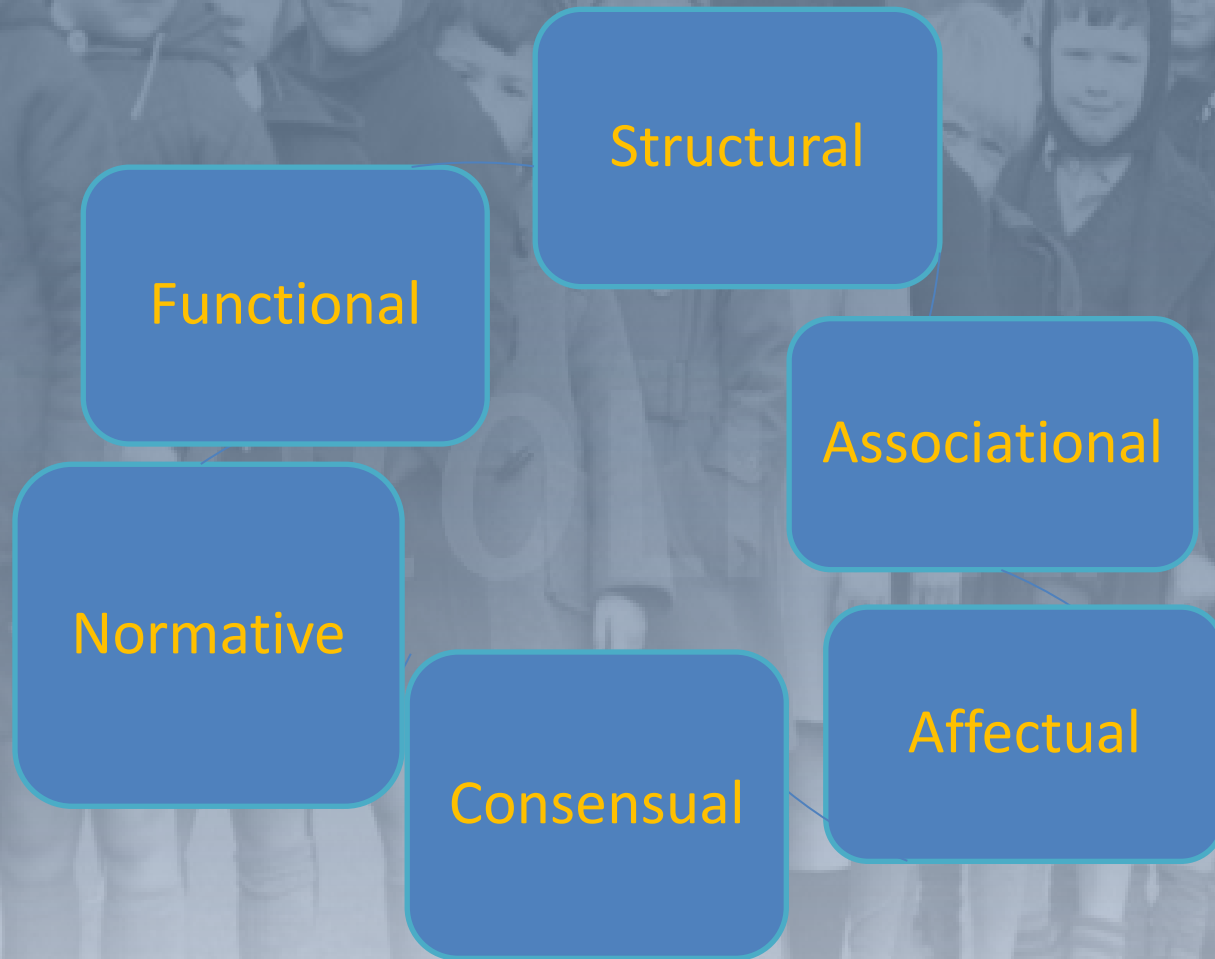 Structural
Functional
Associational
Normative
Affectual
Consensual